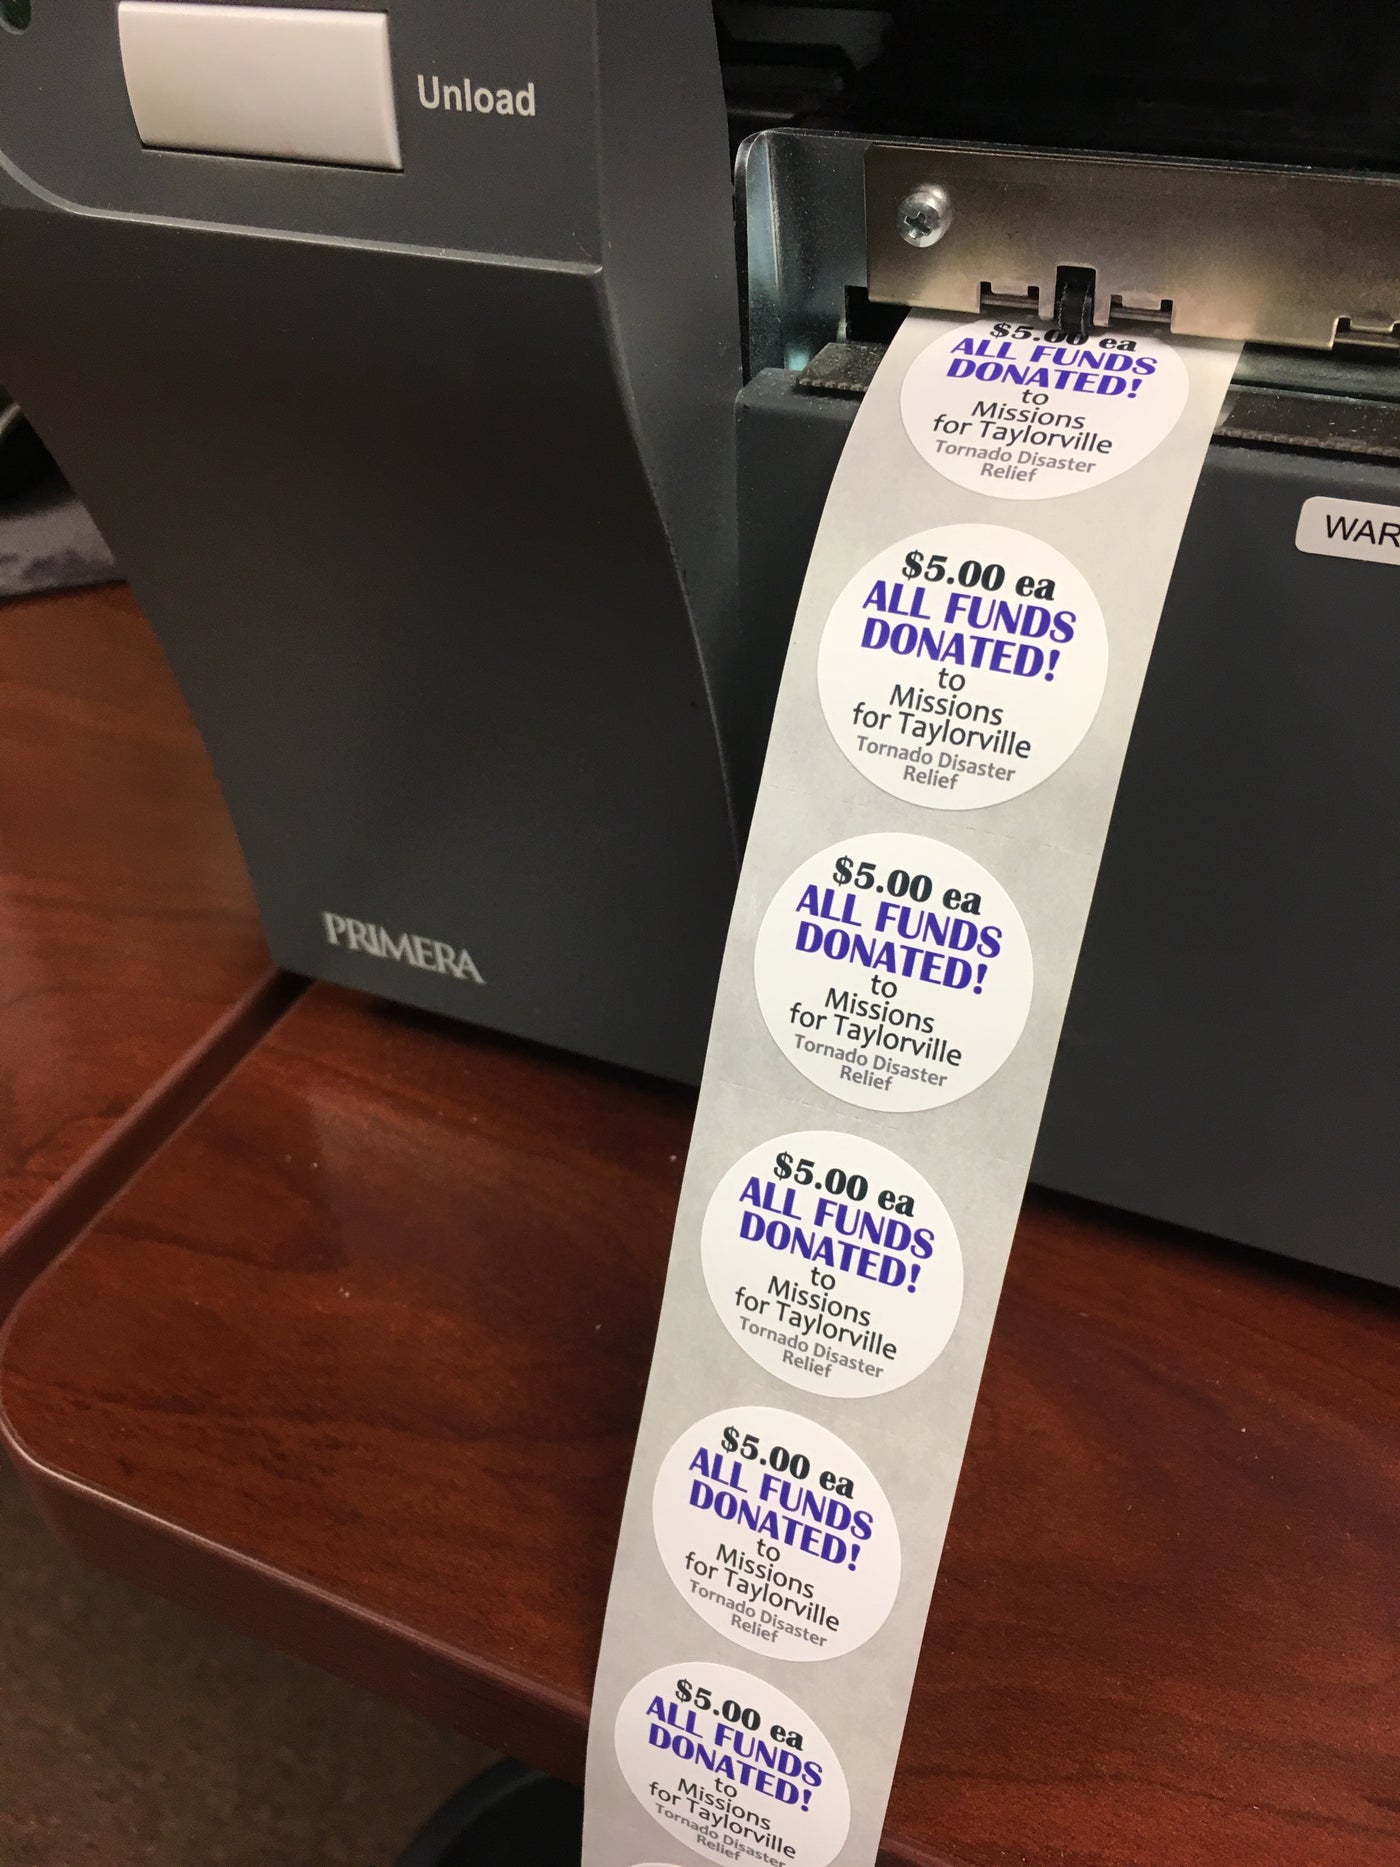 Unload
$5.00 ea
ALL FUNDS
DONATED!
to
Missions
for Taylorville
Tornado Disaster
Relief
WAR
$5.00 ea
ALL FUNDS
DONATED!
to
Missions
for Taylorville
Tornado Disaster
Relief
$5.00 ea
ALL FUNDS
DONATED!
to
Missions
for Taylorville
Tornado Disaster
Relief
PRIMERA
$5.00 ea
ALL FUNDS
DONATED!
to
Missions
for Taylorville
Tornado Disaster
Relief
$5.00 ea
ALL FUNDS
DONATED!
to
Missions
for Taylorville
Tornado Disaster
Relief
$5.00 ea
ALL FUNDS
DONATED!
to
Missions
for Taylorville
Tornado Disaster
Relief